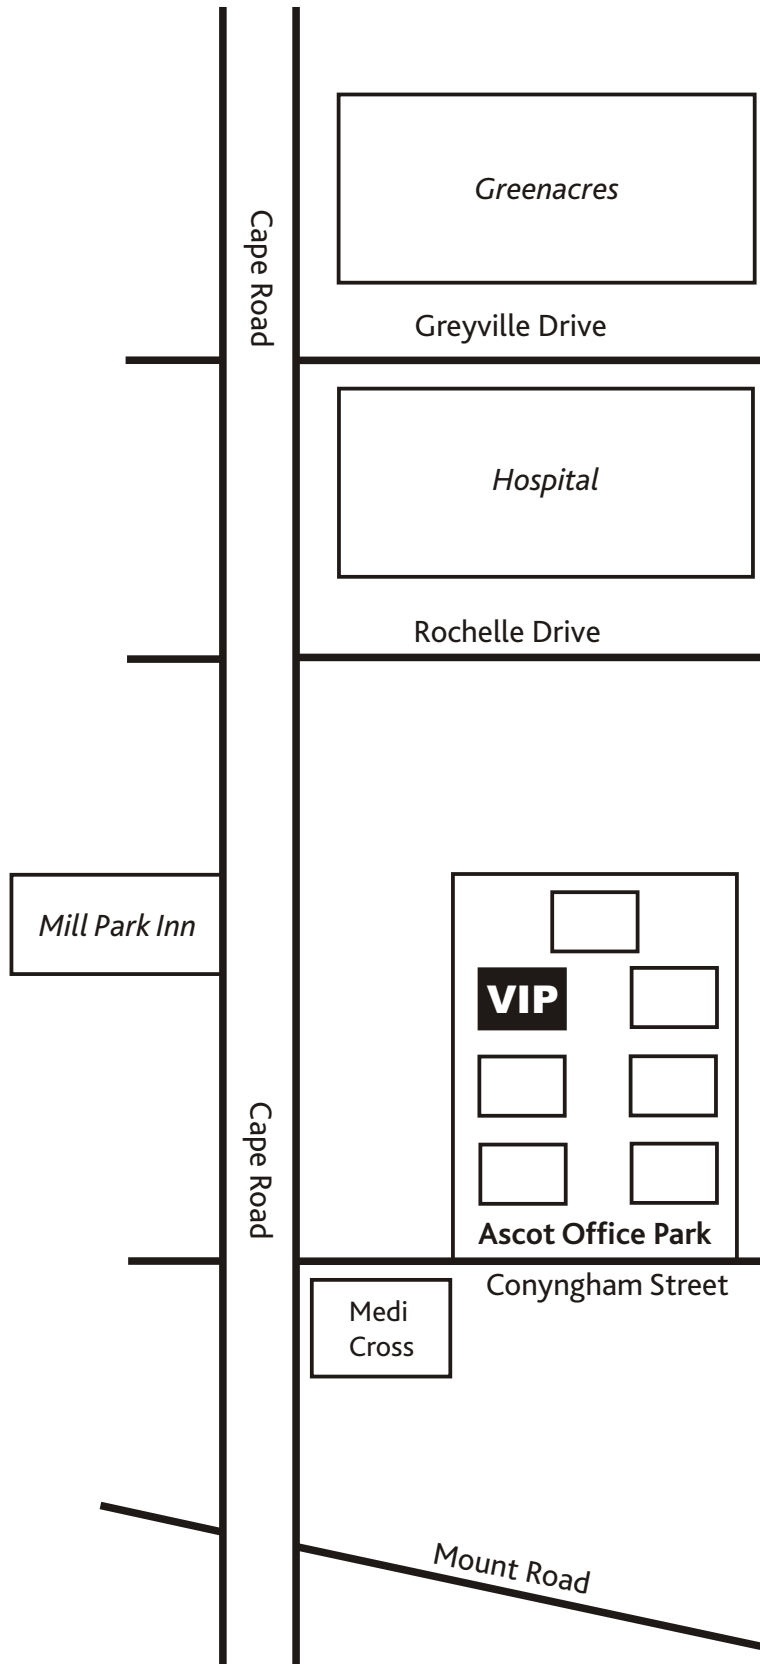 Greenacres
Cape Road
Greyville Drive
Hospital
Rochelle Drive
Mill Park Inn
VIP
Cape Road
Ascot Office Park
Conyngham Street
Medi
Cross
Mount Road